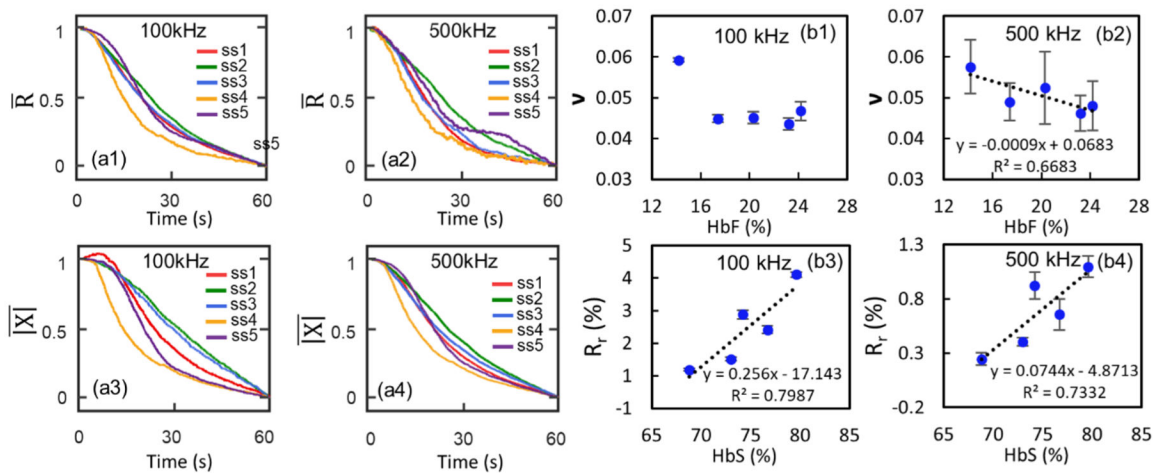 100kHz
ss1
ss2
ss3
ss4
ss5
ss5
(a1)
R
1
0.5
0
0
30
60
Time (s)
500kHz
ss1
ss2
ss3
ss4
ss5
(a2)
R
1
0.5
0
0
30
60
Time (s)
100 kHz
(b1)
ν
0.07
0.06
0.05
0.04
0.03
12
16
20
24
28
HbF (%)
500 kHz
(b2)
ν
0.07
0.06
0.05
0.04
0.03
y = -0.0009x + 0.0683
R² = 0.6683
12
16
20
24
28
HbF (%)
100kHz
ss1
ss2
ss3
ss4
ss5
(a3)
|X|
1
0.5
0
0
30
60
Time (s)
500kHz
ss1
ss2
ss3
ss4
ss5
(a4)
|X|
1
0.5
0
0
30
60
Time (s)
100 kHz
(b3)
Rr (%)
5
4
3
2
1
-1
y = 0.256x - 17.143
R² = 0.7987
65
70
75
80
85
HbS (%)
500 kHz
(b4)
Rr (%)
1.3
0.8
0.3
-0.2
y = 0.0744x - 4.8713
R² = 0.7332
65
70
75
80
85
HbS (%)